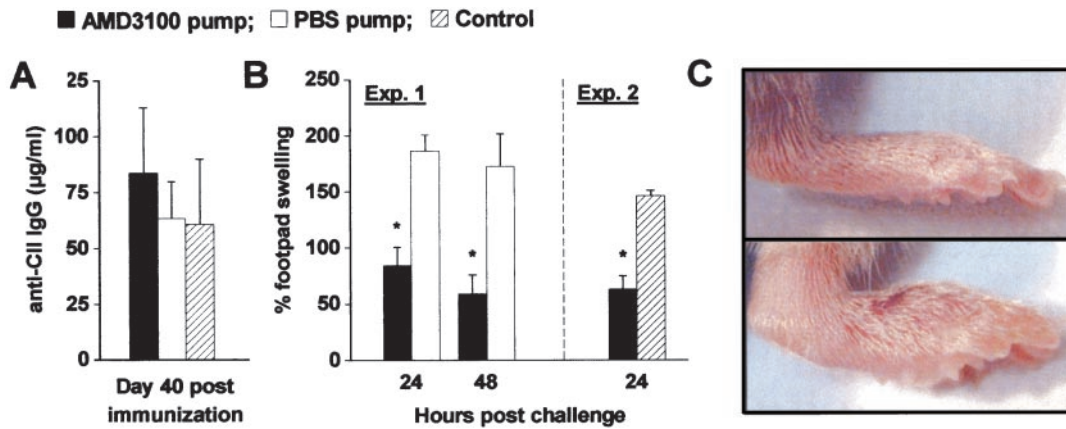 AMD3100 pump; PBS pump; Control
A
anti-CII IgG (µg/ml)
25
100
75
50
25
0
Day 40 post
immunization
B
% footpad swelling
250
200
150
100
50
0
Exp. 1
Exp. 2
*
*
*
24
48
24
Hours post challenge
C